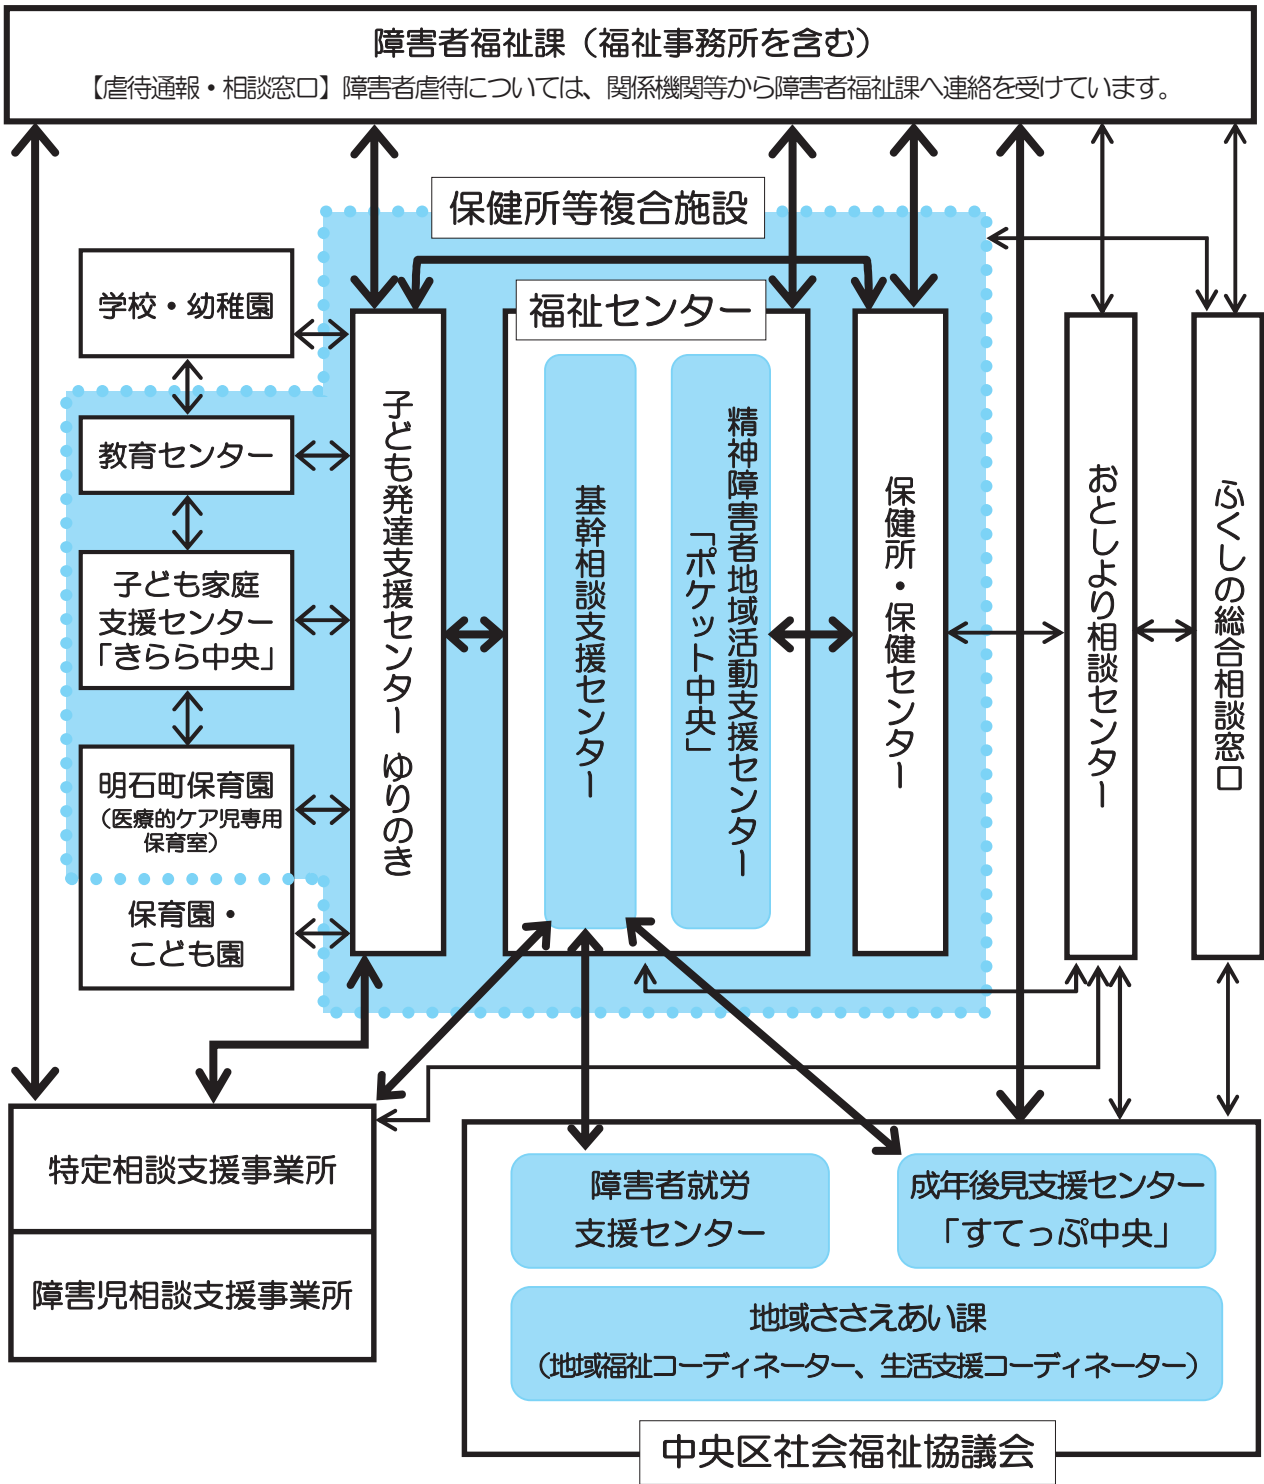 障害者福祉課（福祉事務所を含む）
【虐待通報・相談窓口】障害者虐待については、関係機関等から障害者福祉課へ連絡を受けています。
保健所等複合施設
学校・幼稚園
教育センター
子ども家庭
支援センター
「きらら中央」
明石町保育園
（医療的ケア児専用
保育室）
保育園・
こども園
子ども発達支援センター ゆりのき
福祉センター
基幹相談支援センター
精神障害者地域活動支援センター
「ポケット中央」
保健所・保健センター
おとしより相談センター
ふくしの総合相談窓口
特定相談支援事業所
障害児相談支援事業所
障害者就労
支援センター
成年後見支援センター
「すてっぷ中央」
地域ささえあい課
（地域福祉コーディネーター、生活支援コーディネーター）
中央区社会福祉協議会